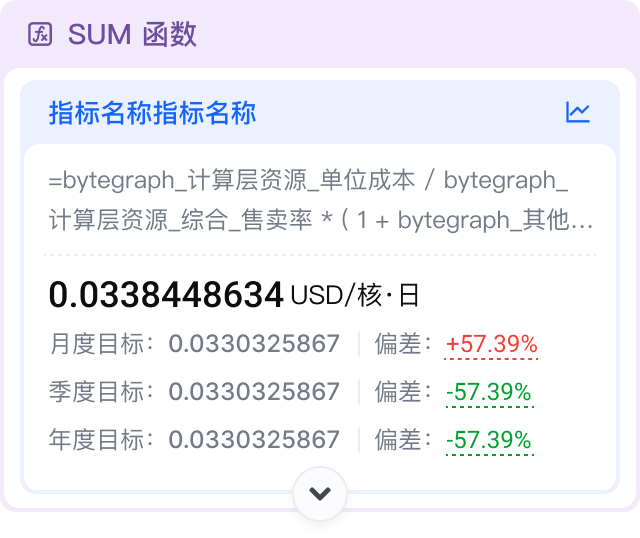 SUM 函数
指标名称指标名称
=bytegraph_计算层资源_单位成本 / bytegraph_
计算层资源_综合_售卖率 * ( 1 + bytegraph_其他...
0.0338448634 USD/核·日
月度目标：0.0330325867 偏差：+57.39%
季度目标：0.0330325867 偏差：-57.39%
年度目标：0.0330325867 偏差：-57.39%